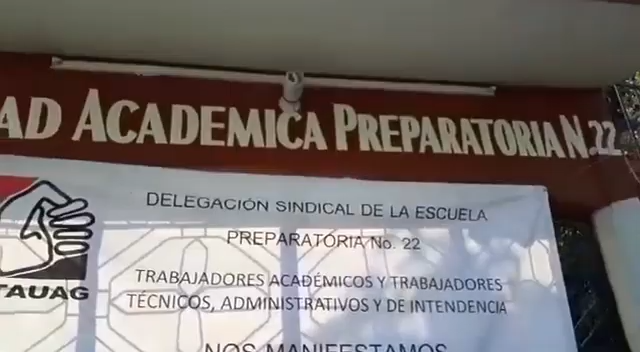 AD ACADEMICA PREPARATORIA N.22
DELEGACIÓN SINDICAL DE LA ESCUELA
PREPARATORIA No. 22
TRABAJADORES ACADÉMICOS Y TRABAJADORES
TÉCNICOS, ADMINISTRATIVOS Y DE INTENDENCIA
NOS MANIFESTAMOS
TAUAG